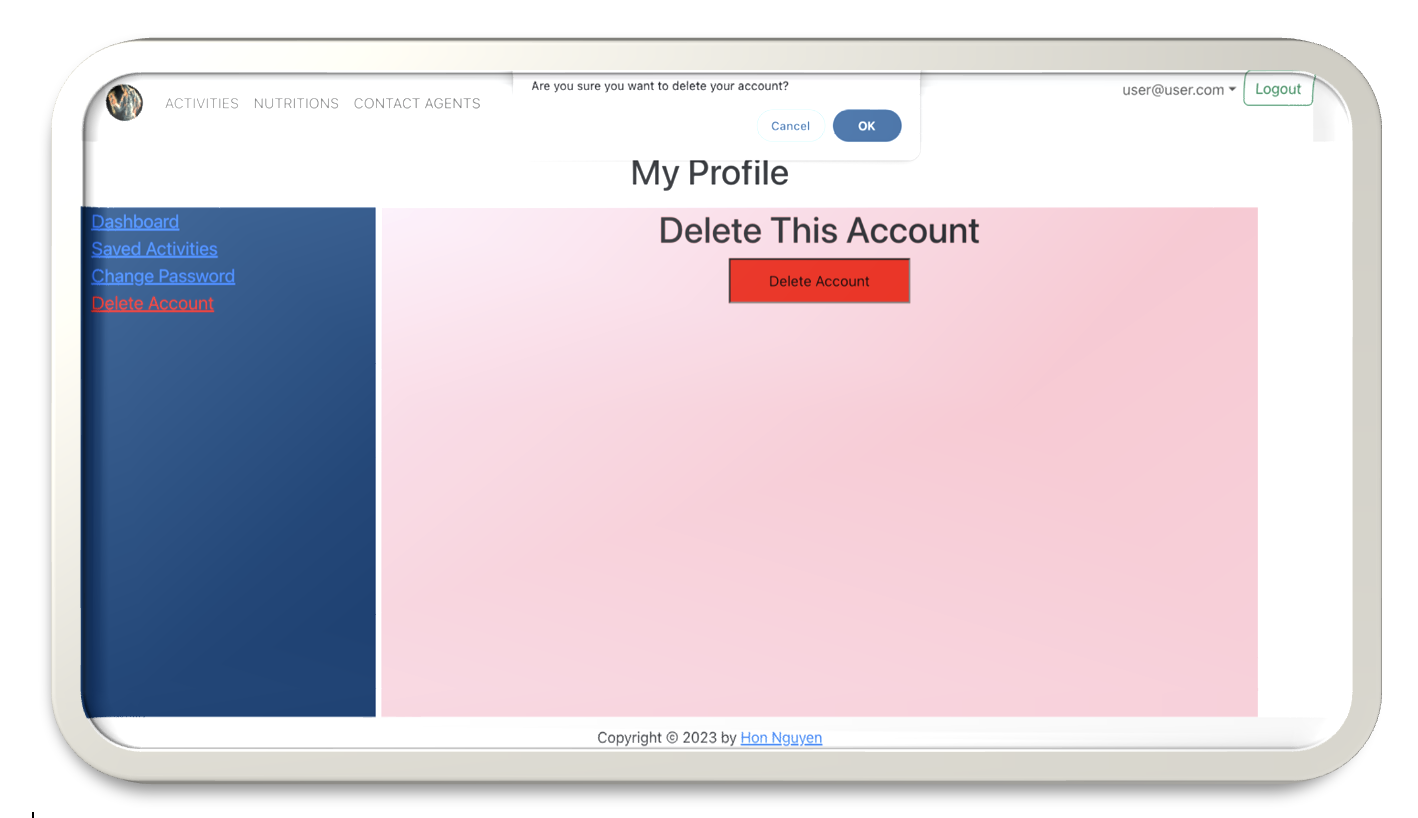 Are you sure you want to delete your account?
Cancel OK
ACTIVITIES NUTRITIONS CONTACT AGENTS
user@user.com Logout
My Profile
Dashboard
Saved Activities
Change Password
Delete Account
Delete This Account
Delete Account
Copyright © 2023 by Hon Nguyen